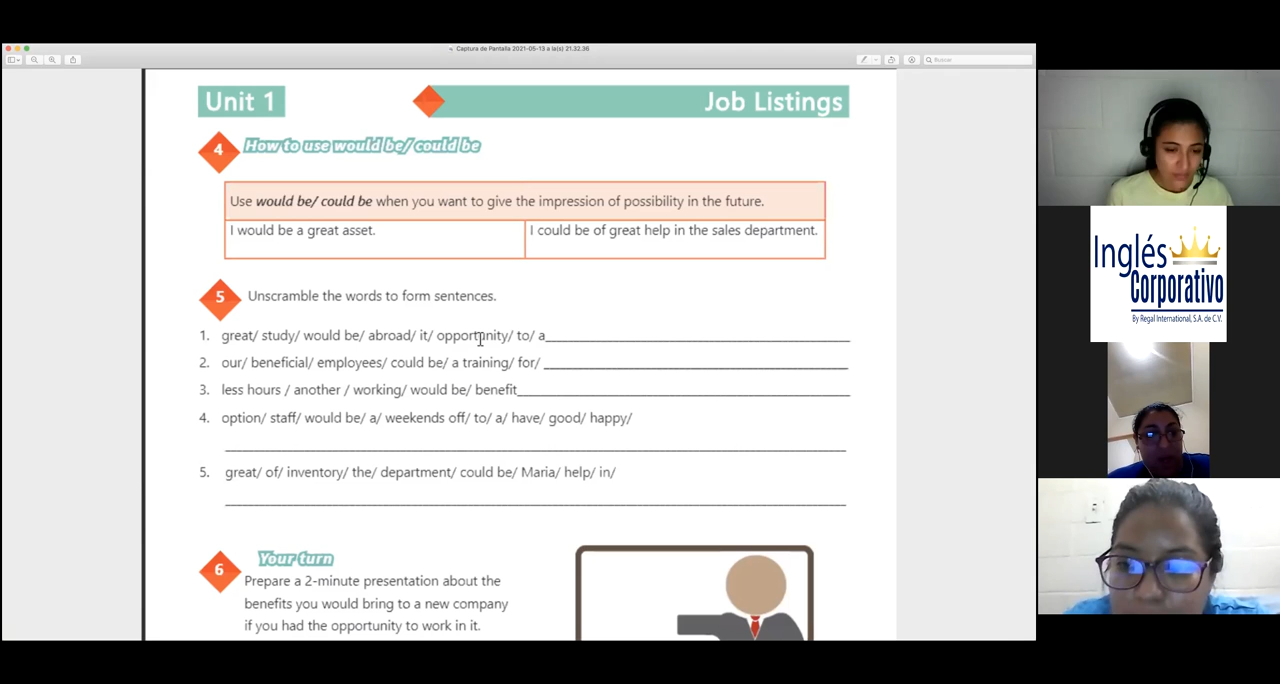 Captura de Pantalla 2021-05-13 a la(s) 21.32.36
Buscar
Unit 1
Job Listings
4
How to use would be/ could be
Use would be/ could be when you want to give the impression of possibility in the future.
I would be a great asset.
I could be of great help in the sales department.
5
Unscramble the words to form sentences.
1. great/ study/ would be/ abroad/ it/ opportunity/ to/ a
2. our/ beneficial/ employees/ could be/ a training/ for/
3. less hours / another / working/ would be/ benefit
4. option/ staff/ would be/ a/ weekends off/ to/ a/ have/ good/ happy/
5. great/ of/ inventory/ the/ department/ could be/ Maria/ help/ in/
6
Your turn
Prepare a 2-minute presentation about the
benefits you would bring to a new company
if you had the opportunity to work in it.
Inglés
Corporativo
By Regal International, S.A. de C.V.